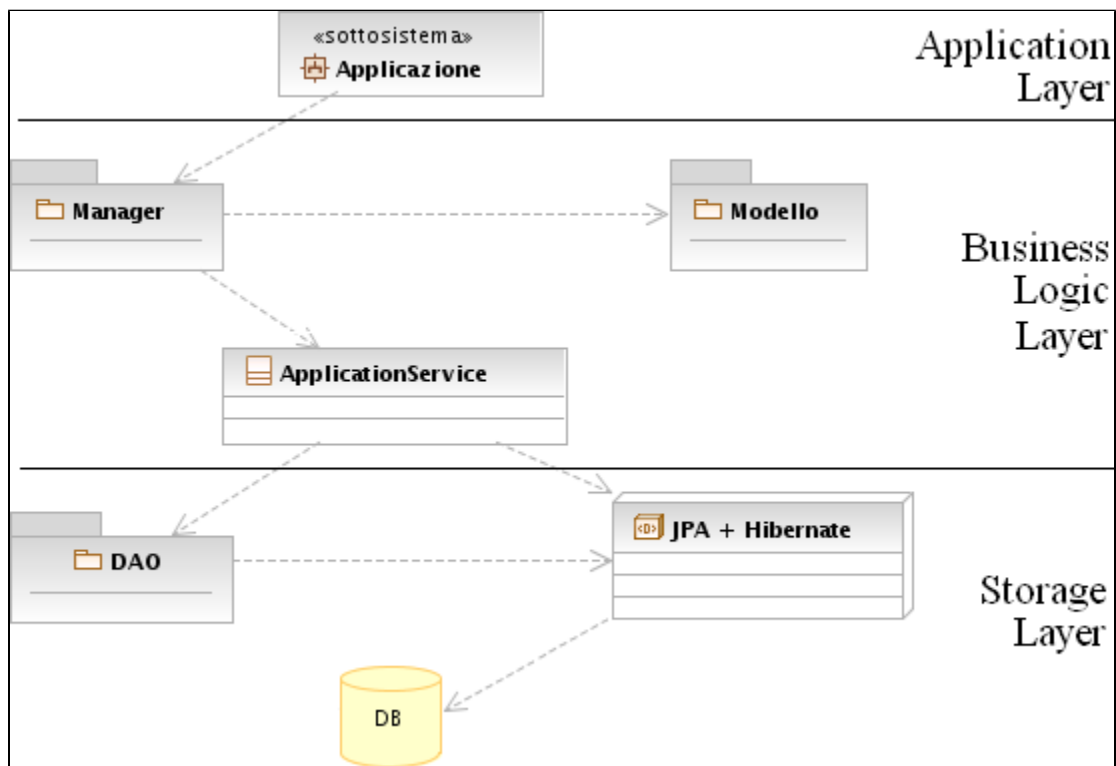 «sottosistema»
Applicazione
Application
Layer
Manager
Modello
Business
Logic
Layer
ApplicationService
JPA + Hibernate
DAO
Storage
Layer
DB